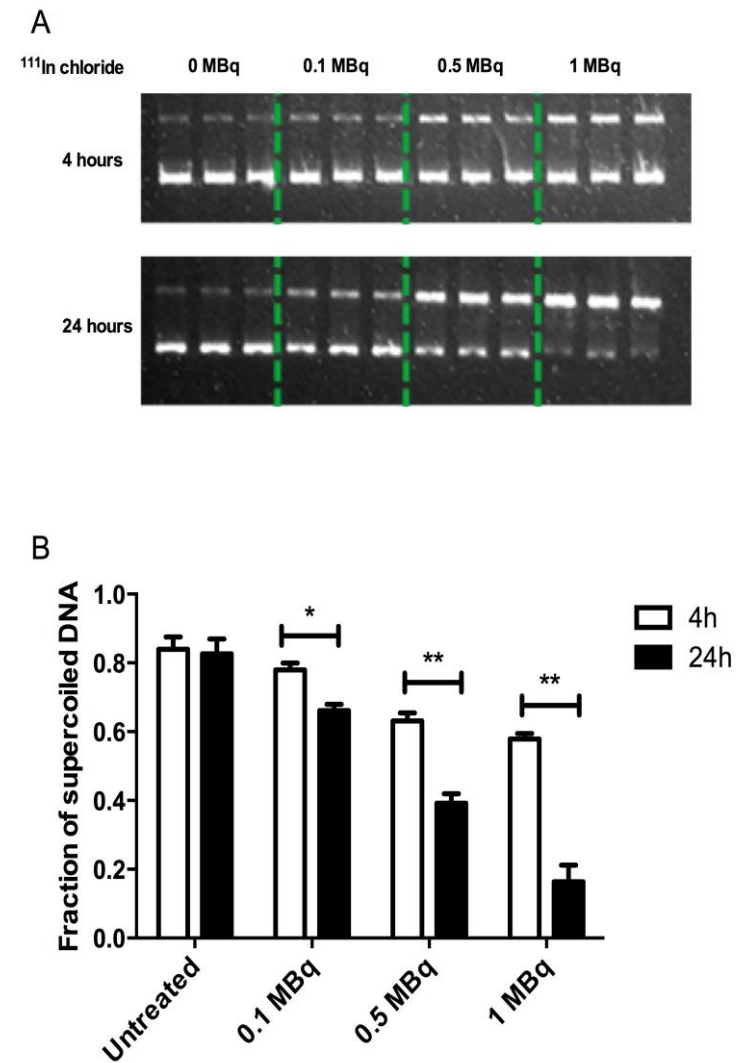 A
¹¹¹In chloride 0 MBq 0.1 MBq 0.5 MBq 1 MBq
4 hours
24 hours
B
Fraction of supercoiled DNA
1.0
0.8
0.6
0.4
0.2
0.0
*
**
**
4h
24h
Untreated 0.1 MBq 0.5 MBq 1 MBq